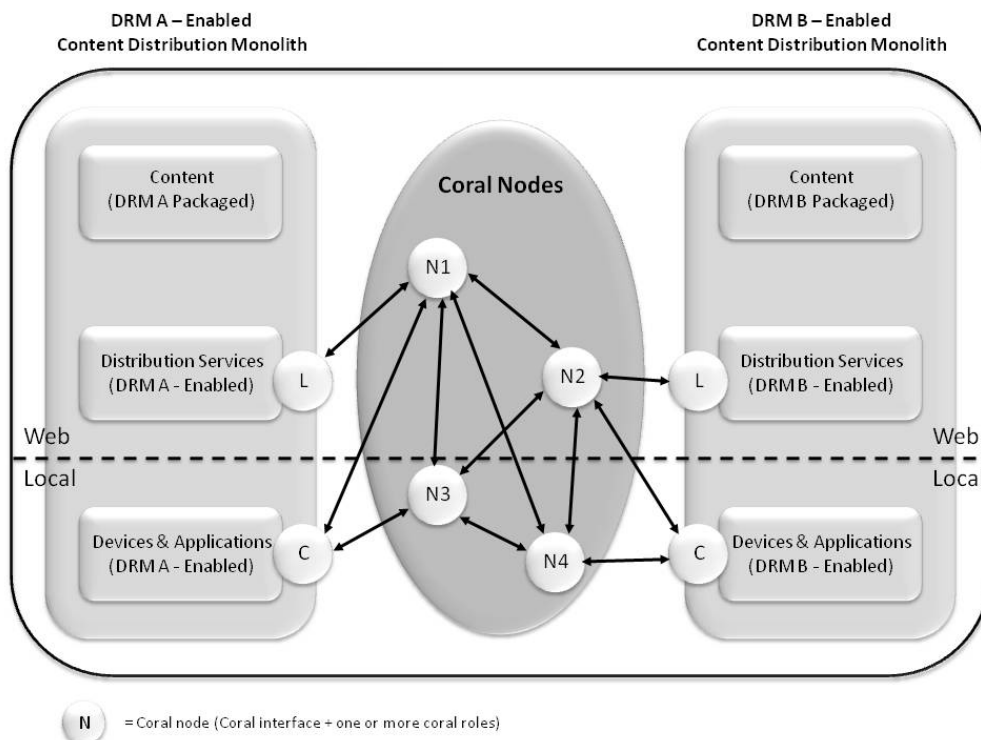 DRM A – Enabled
Content Distribution Monolith
DRM B – Enabled
Content Distribution Monolith
Content
(DRM A Packaged)
Coral Nodes
Content
(DRM B Packaged)
N1
Distribution Services
(DRM A - Enabled)
L
N2
L
Distribution Services
(DRM B - Enabled)
Web
Web
Local
Local
N3
Devices & Applications
(DRM A - Enabled)
C
N4
C
Devices & Applications
(DRM B - Enabled)
N
= Coral node (Coral interface + one or more coral roles)